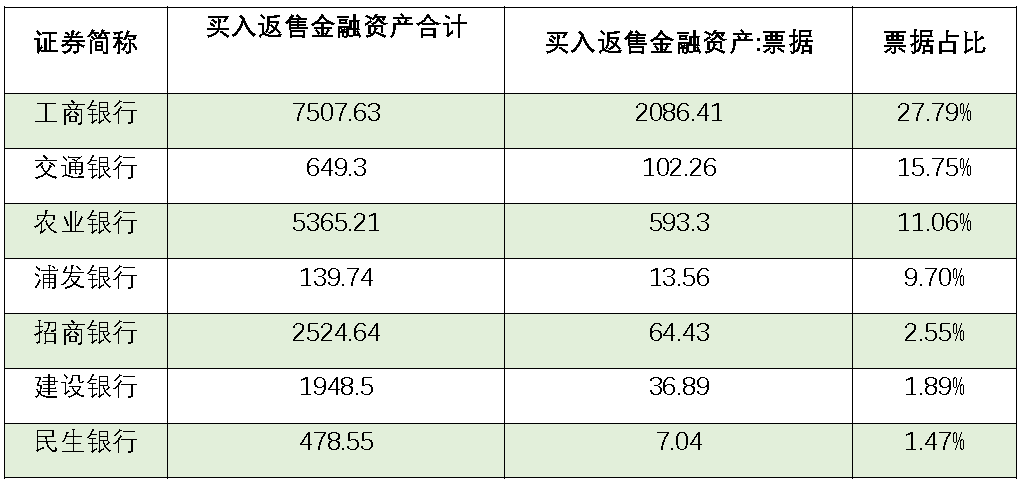 证券简称 买入返售金融资产合计 买入返售金融资产:票据 票据占比
工商银行 7507.63 2086.41 27.79%
交通银行 649.3 102.26 15.75%
农业银行 5365.21 593.3 11.06%
浦发银行 139.74 13.56 9.70%
招商银行 2524.64 64.43 2.55%
建设银行 1948.5 36.89 1.89%
民生银行 478.55 7.04 1.47%